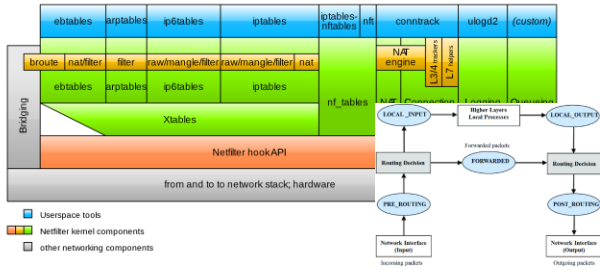 ebtables arptables ip6tables iptables iptables-nftables nft conntrack ulogd2 (custom)
broute nat/filter filter raw/mangle/filter raw/mangle/filter nat NAT engine L3/4 trackers L7 helpers
ebtables arptables ip6tables iptables nf_tables NAT Connection Logging Queueing
Bridging
Xtables
Netfilter hook API
from and to to network stack; hardware
Userspace tools
Netfilter kernel components
other networking components
LOCAL_INPUT
Higher Layers
Local Processes
LOCAL_OUTPUT
Forwarded packets
Routing Decision
FORWARDED
Routing Decision
PRE_ROUTING
POST_ROUTING
Network Interface
(Input)
Network Interface
(Output)
Incoming packets
Outgoing packets